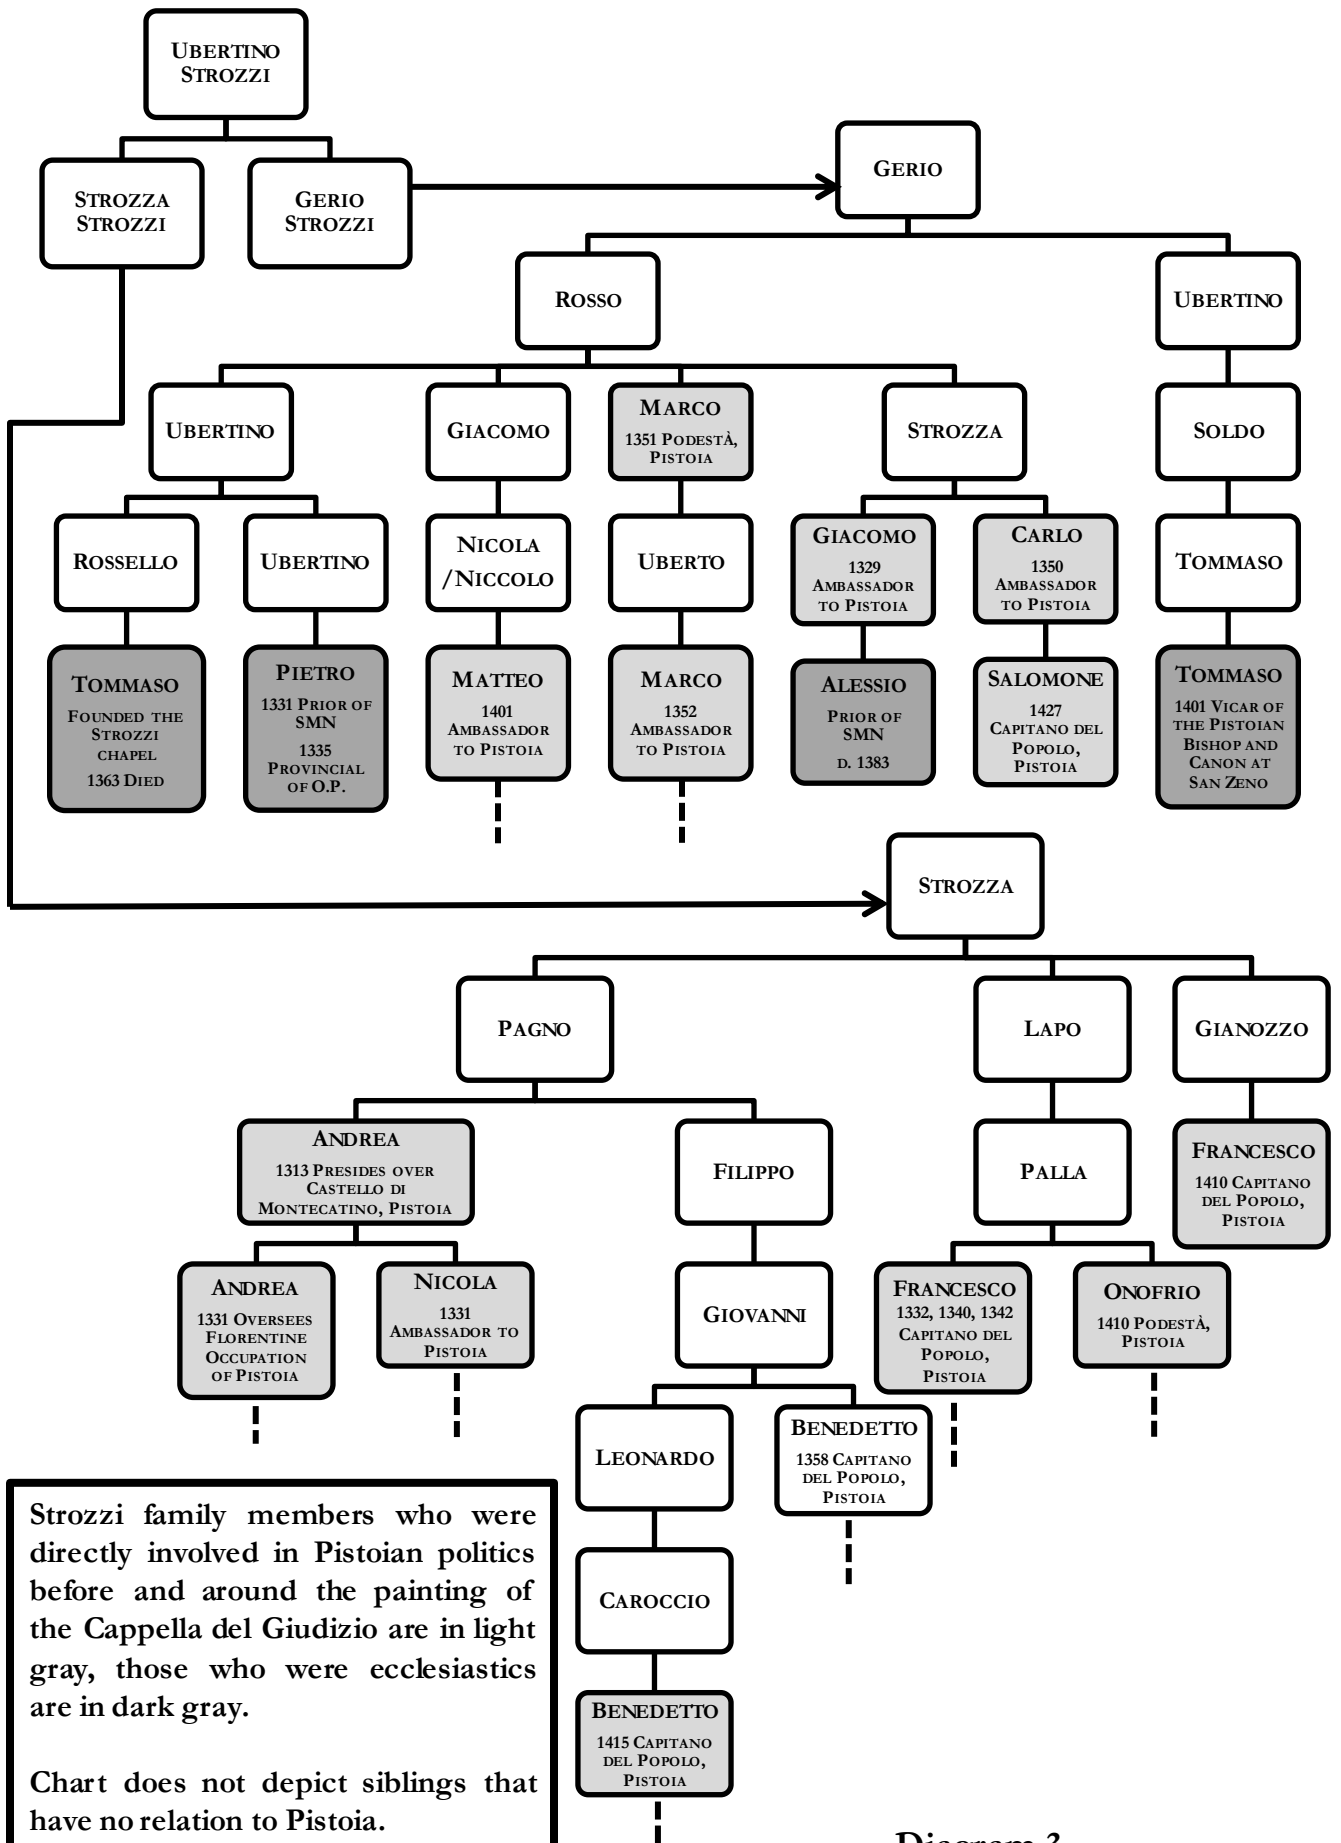 UBERTINO
STROZZI
STROZZA
STROZZI
GERIO
STROZZI
GERIO
ROSSO
UBERTINO
UBERTINO
GIACOMO
MARCO
1351 PODESTÀ,
PISTOIA
STROZZA
SOLDO
ROSSELLO
UBERTINO
NICOLA
/NICCOLO
UBERTO
GIACOMO
1329
AMBASSADOR
TO PISTOIA
CARLO
1350
AMBASSADOR
TO PISTOIA
TOMMASO
TOMMASO
FOUNDED THE
STROZZI
CHAPEL
1363 DIED
PIETRO
1331 PRIOR OF
SMN
1335
PROVINCIAL
OF O.P.
MATTEO
1401
AMBASSADOR
TO PISTOIA
MARCO
1352
AMBASSADOR
TO PISTOIA
ALESSIO
PRIOR OF
SMN
D. 1383
SALOMONE
1427
CAPITANO DEL
POPOLO,
PISTOIA
TOMMASO
1401 VICAR OF
THE PISTOIAN
BISHOP AND
CANON AT
SAN ZENO
STROZZA
PAGNO
LAPO
GIANOZZO
ANDREA
1313 PRESIDES OVER
CASTELLO DI
MONTECATINO, PISTOIA
FILIPPO
PALLA
FRANCESCO
1410 CAPITANO
DEL POPOLO,
PISTOIA
ANDREA
1331 OVERSEES
FLORENTINE
OCCUPATION
OF PISTOIA
NICOLA
1331
AMBASSADOR TO
PISTOIA
GIOVANNI
FRANCESCO
1332, 1340, 1342
CAPITANO DEL
POPOLO,
PISTOIA
ONOFRIO
1410 PODESTÀ,
PISTOIA
LEONARDO
BENEDETTO
1358 CAPITANO
DEL POPOLO,
PISTOIA
CAROCCIO
BENEDETTO
1415 CAPITANO
DEL POPOLO,
PISTOIA
Strozzi family members who were
directly involved in Pistoian politics
before and around the painting of
the Cappella del Giudizio are in light
gray, those who were ecclesiastics
are in dark gray.
Chart does not depict siblings that
have no relation to Pistoia.
Diagram